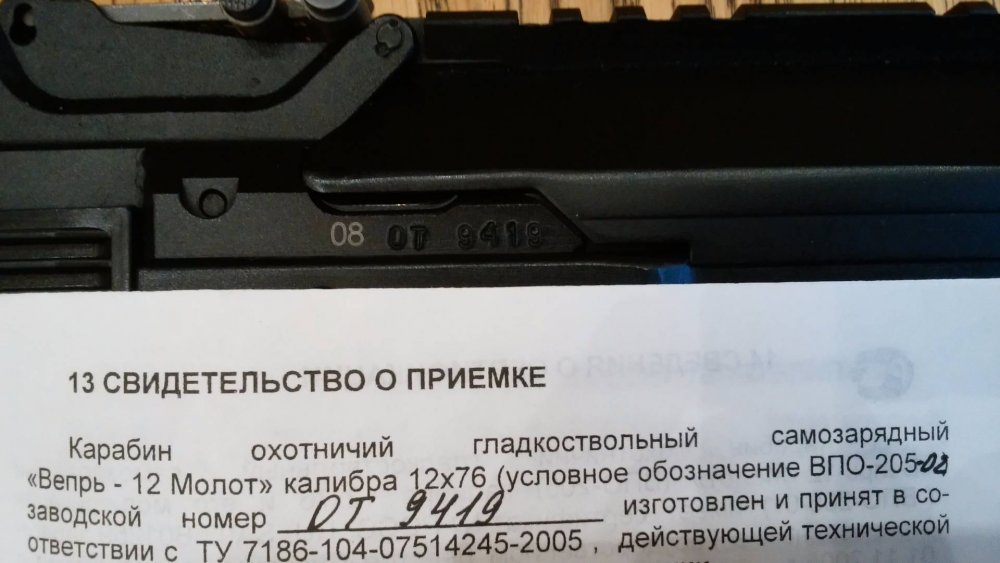 08 ОТ 9419
13 СВИДЕТЕЛЬСТВО О ПРИЕМКЕ
Карабин охотничий гладкоствольный самозарядный
«Вепрь - 12 Молот» калибра 12х76 (условное обозначение ВПО-205-02
заводской номер ОТ 9419 изготовлен и принят в со-
ответствии с ТУ 7186-104-07514245-2005 , действующей технической